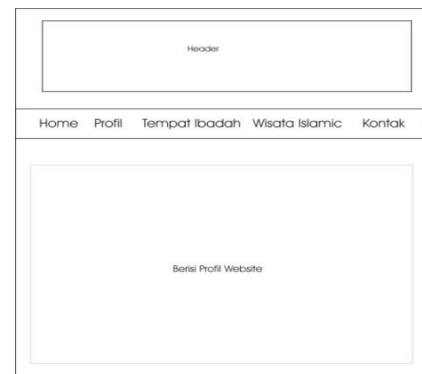 Header
Home Profil Tempat Ibadah Wisata Islamic Kontak
Berisi Profil Website